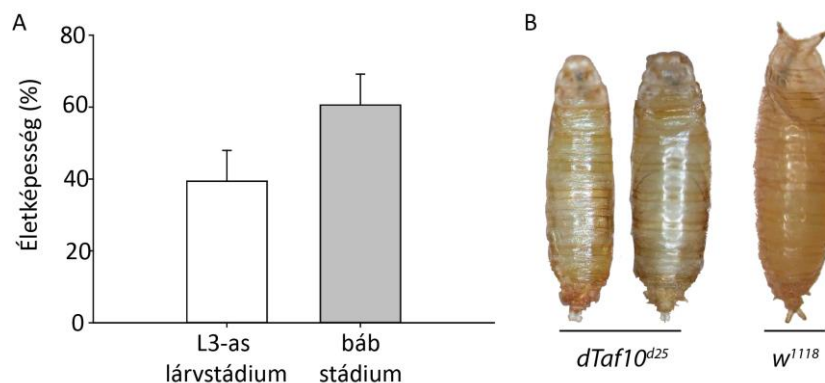 A
B
80
60
40
20
0
Életképesség (%)
L3-as
lárvstádium
báb
stádium
dTaf10d25
w1118